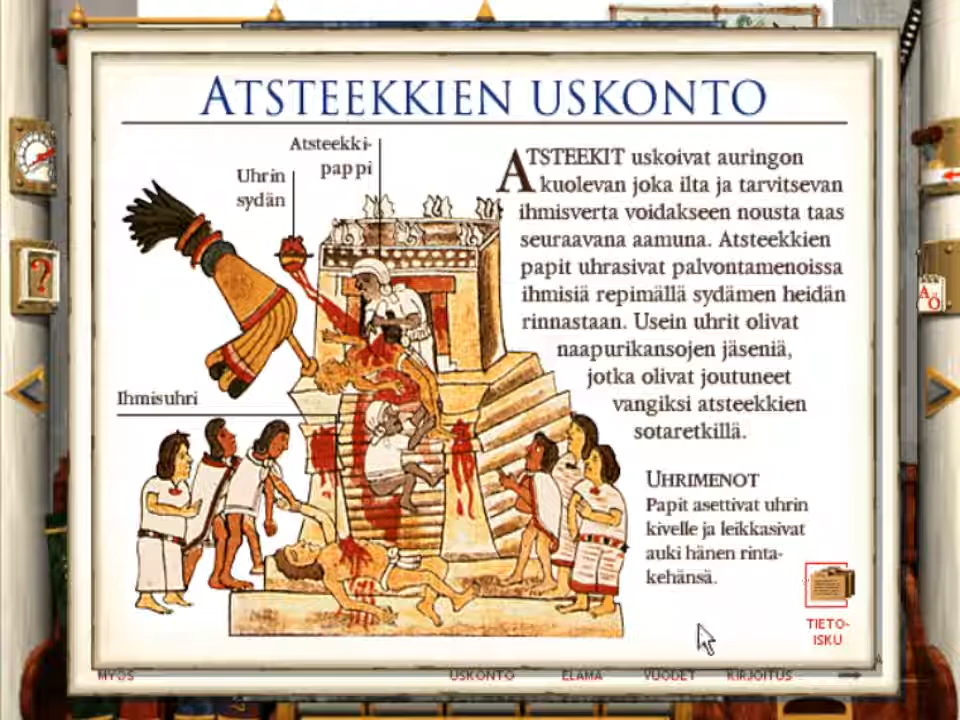 ATSTEEKKIEN USKONTO
Atsteekki-
pappi
Uhrin
sydän
Ihmisuhri
ATSTEEKIT uskoivat auringon
kuolevan joka ilta ja tarvitsevan
ihmisverta voidakseen nousta taas
seuraavana aamuna. Atsteekkien
papit uhrasivat palvontamenoissa
ihmisiä repimällä sydämen heidän
rinnastaan. Usein uhrit olivat
naapurikansojen jäseniä,
jotka olivat joutuneet
vangiksi atsteekkien
sotaretkillä.
UHRIMENOT
Papit asettivat uhrin
kivelle ja leikkasivat
auki hänen rinta-
kehänsä.
TIETO-
ISKU
?
A
Ö
MYÖS USKONTO ELÄMÄ VUODET KIRJOITUS